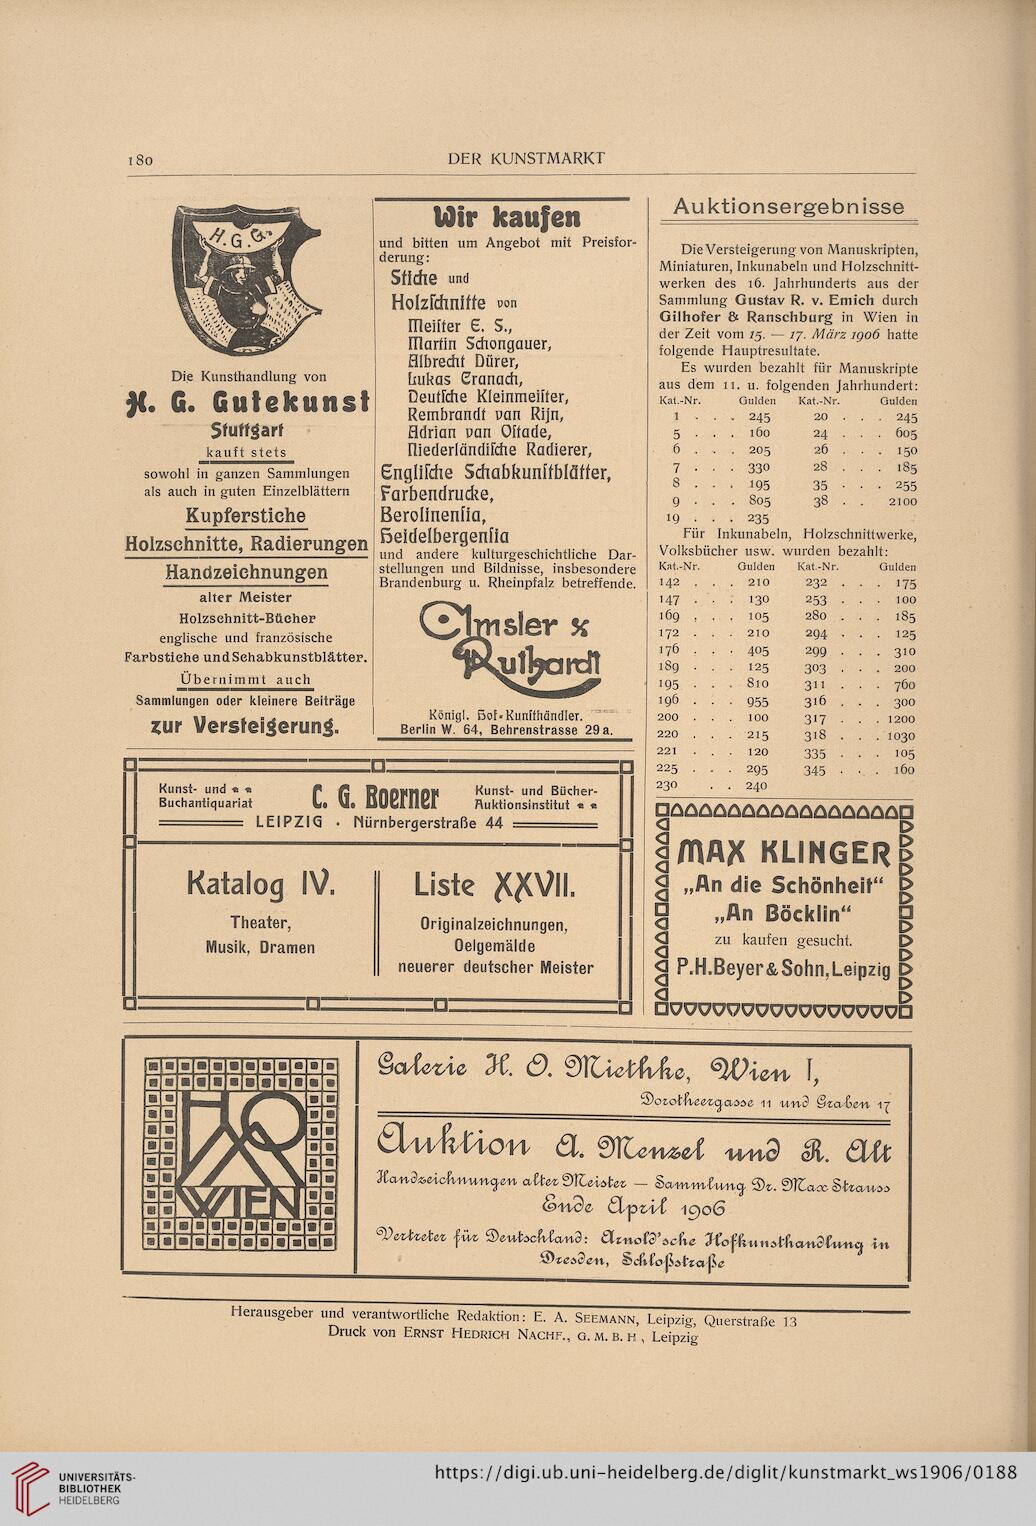 180
DER KUNSTMARKT
H. G. G.
Die Kunsthandlung von
H. G. Gutekunst
Stuttgart
kauft stets
sowohl in ganzen Sammlungen
als auch in guten Einzelblättern
Kupferstiche
Holzschnitte, Radierungen
Handzeichnungen
alter Meister
Holzschnitt-Bücher
englische und französische
Farbstiche und Schabkunstblätter.
Übernimmt auch
Sammlungen oder kleinere Beiträge
zur Versteigerung.
Wir kaufen
und bitten um Angebot mit Preisfor-
derung:
Stiche und
Holzſchnitte von
Meiſter E. S.,
Martin Schongauer,
Albrecht Dürer,
Lukas Cranach,
Deutſche Kleinmeiſter,
Rembrandt van Rijn,
Adrian van Oſtade,
Niederländiſche Radierer,
Engliſche Schabkunſtblätter,
Farbendrucke,
Berolinenſia,
Heidelbergenſia
und andere kulturgeschichtliche Dar-
stellungen und Bildnisse, insbesondere
Brandenburg u. Rheinpfalz betreffende.
Amsler &
Ruthardt
Königl. Hof-Kunſthändler.
Berlin W. 64, Behrenstrasse 29a.
Auktionsergebnisse
Die Versteigerung von Manuskripten,
Miniaturen, Inkunabeln und Holzschnitt-
werken des 16. Jahrhunderts aus der
Sammlung Gustav R. v. Emich durch
Gilhofer & Ranschburg in Wien in
der Zeit vom 15. — 17. März 1906 hatte
folgende Hauptresultate.
Es wurden bezahlt für Manuskripte
aus dem 11. u. folgenden Jahrhundert:
Kat.-Nr. Gulden Kat.-Nr. Gulden
1 . . . 245 20 . . . 245
5 . . . 160 24 . . . 605
6 . . . 205 26 . . . 150
7 . . . 330 28 . . . 185
8 . . . 195 35 . . . 255
9 . . . 805 38 . . 2100
19 . . . 235
Für Inkunabeln, Holzschnittwerke,
Volksbücher usw. wurden bezahlt:
Kat.-Nr. Gulden Kat.-Nr. Gulden
142 . . . 210 232 . . . 175
147 . . . 130 253 . . . 100
169 . . . 105 280 . . . 185
172 . . . 210 294 . . . 125
176 . . . 405 299 . . . 310
189 . . . 125 303 . . . 200
195 . . . 810 311 . . . 760
196 . . . 955 316 . . . 300
200 . . . 100 317 . . . 1200
220 . . . 215 318 . . . 1030
221 . . . 120 335 . . . 105
225 . . . 295 345 . . . 160
230 . . 240
Kunst- und
Buchantiquariat
C. G. Boerner
Kunst- und Bücher-
Auktionsinstitut
LEIPZIG · Nürnbergerstraße 44
Katalog IV.
Theater,
Musik, Dramen
Liste XXVII.
Originalzeichnungen,
Oelgemälde
neuerer deutscher Meister
MAX KLINGER
„An die Schönheit“
„An Böcklin“
zu kaufen gesucht.
P.H.Beyer & Sohn, Leipzig
HOM
WIEN
Galerie H. O. Miethke, Wien I,
Dorotheergasse 11 und Graben 17
Auktion A. Menzel und R. Alt
Handzeichnungen alter Meister — Sammlung Dr. Max Strauss
Ende April 1906
Vertreter für Deutschland: Arnold'sche Hofkunsthandlung in
Dresden, Schloßstraße
Herausgeber und verantwortliche Redaktion: E. A. SEEMANN, Leipzig, Querstraße 13
Druck von ERNST HEDRICH NACHF., G. M. B. H., Leipzig
UNIVERSITÄTS-
BIBLIOTHEK
HEIDELBERG
https://digi.ub.uni-heidelberg.de/diglit/kunstmarkt_ws1906/0188